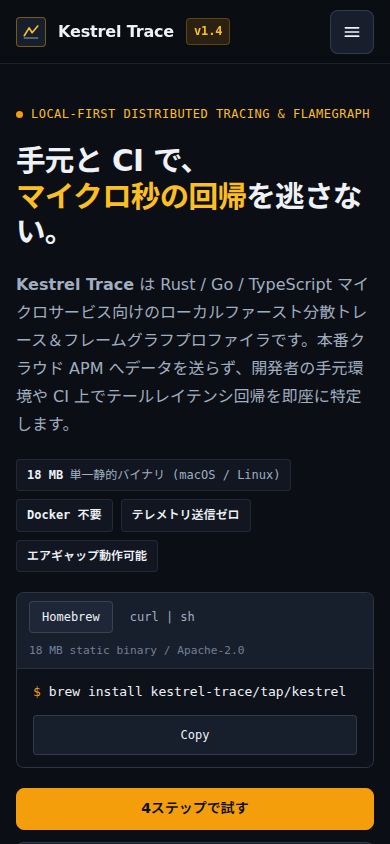 Kestrel Trace v1.4
LOCAL-FIRST DISTRIBUTED TRACING & FLAMEGRAPH
手元と CI で、
マイクロ秒の回帰を逃さな
い。
Kestrel Trace は Rust / Go / TypeScript マイ
クロサービス向けのローカルファースト分散トレ
ース＆フレームグラフプロファイラです。本番ク
ラウド APM へデータを送らず、開発者の手元環
境や CI 上でテールレイテンシ回帰を即座に特定
します。
18 MB 単一静的バイナリ (macOS / Linux)
Docker 不要 テレメトリ送信ゼロ
エアギャップ動作可能
Homebrew curl | sh
18 MB static binary / Apache-2.0
$ brew install kestrel-trace/tap/kestrel
Copy
4ステップで試す